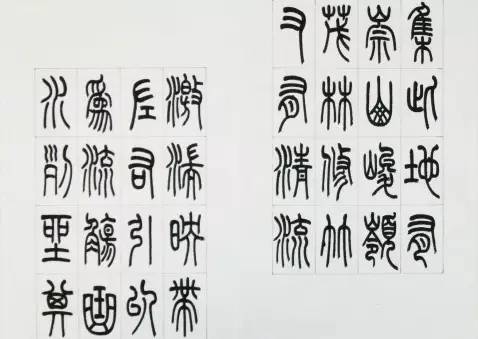 集此地有
崇山峻嶺
茂林修竹
又有清流
激湍映帶
左右引以
為流觴曲
水列坐其